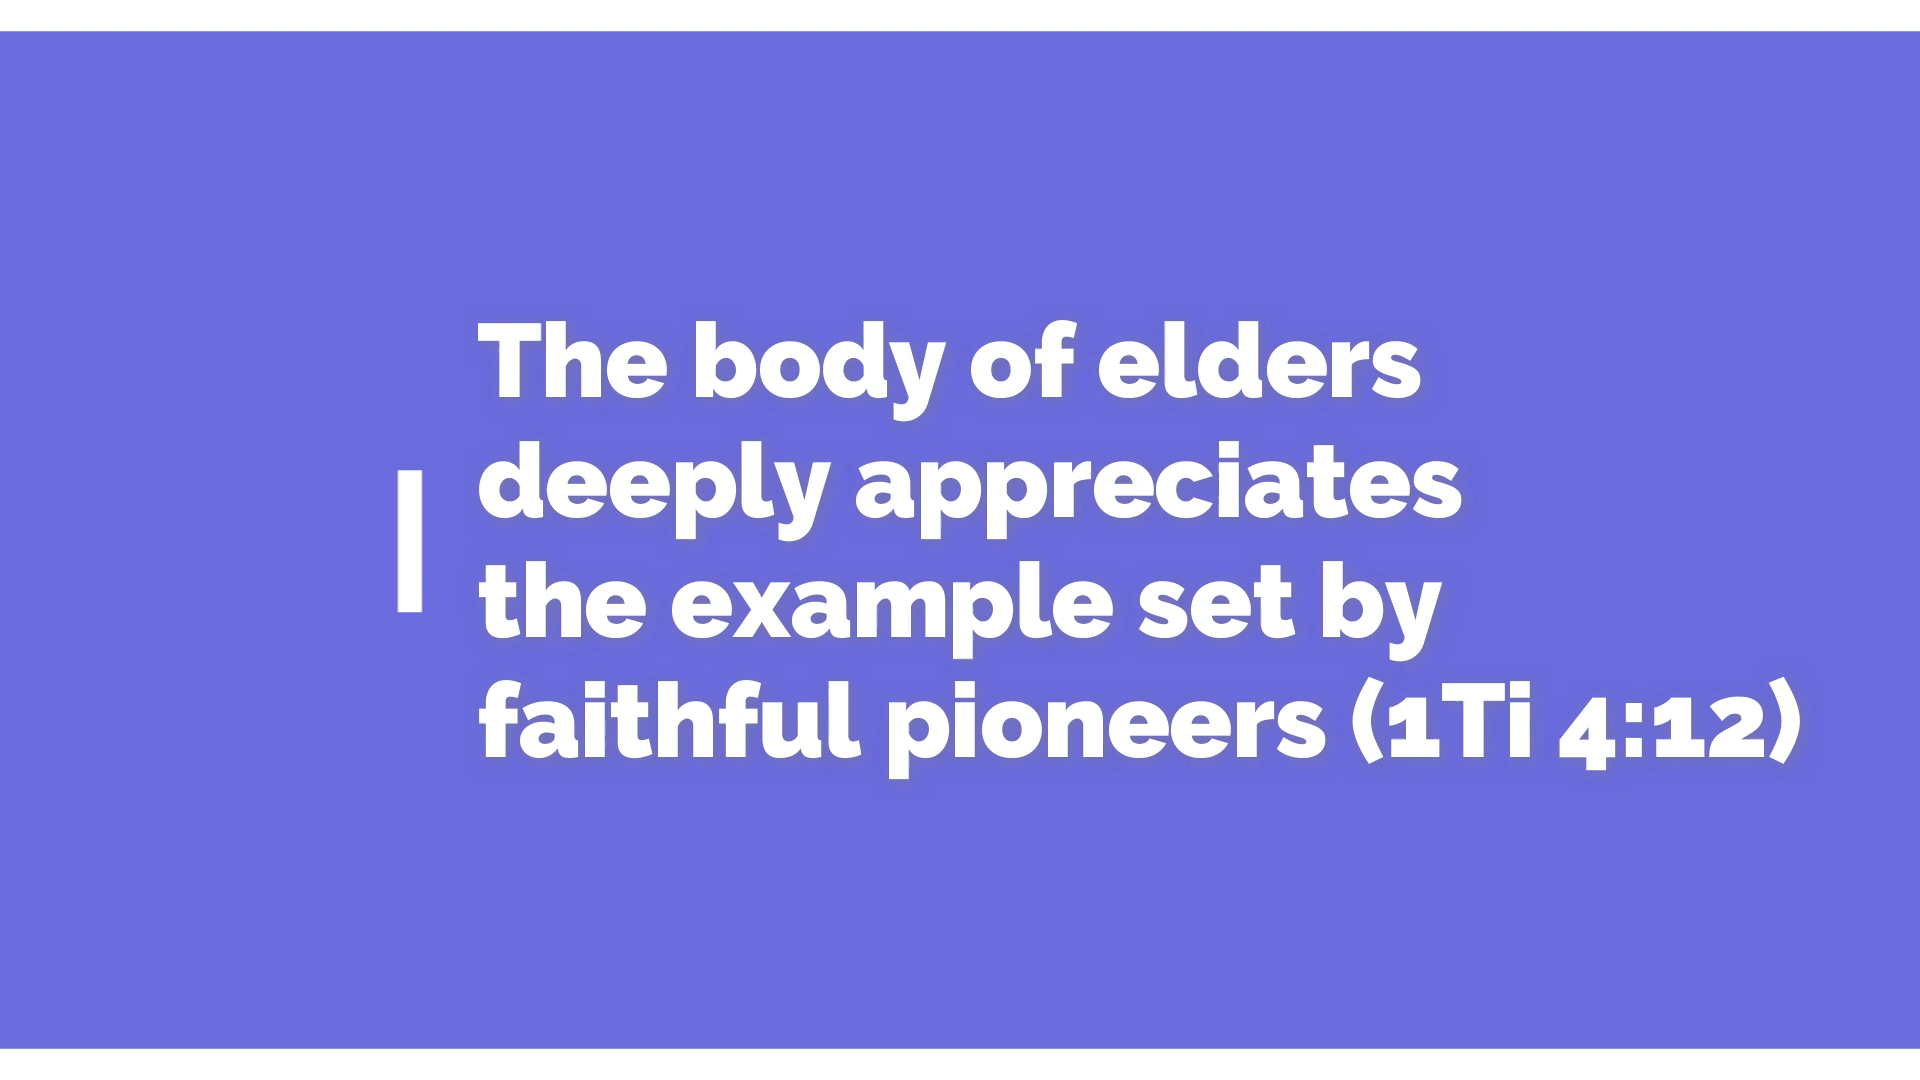 The body of elders
deeply appreciates
the example set by
faithful pioneers (1Ti 4:12)